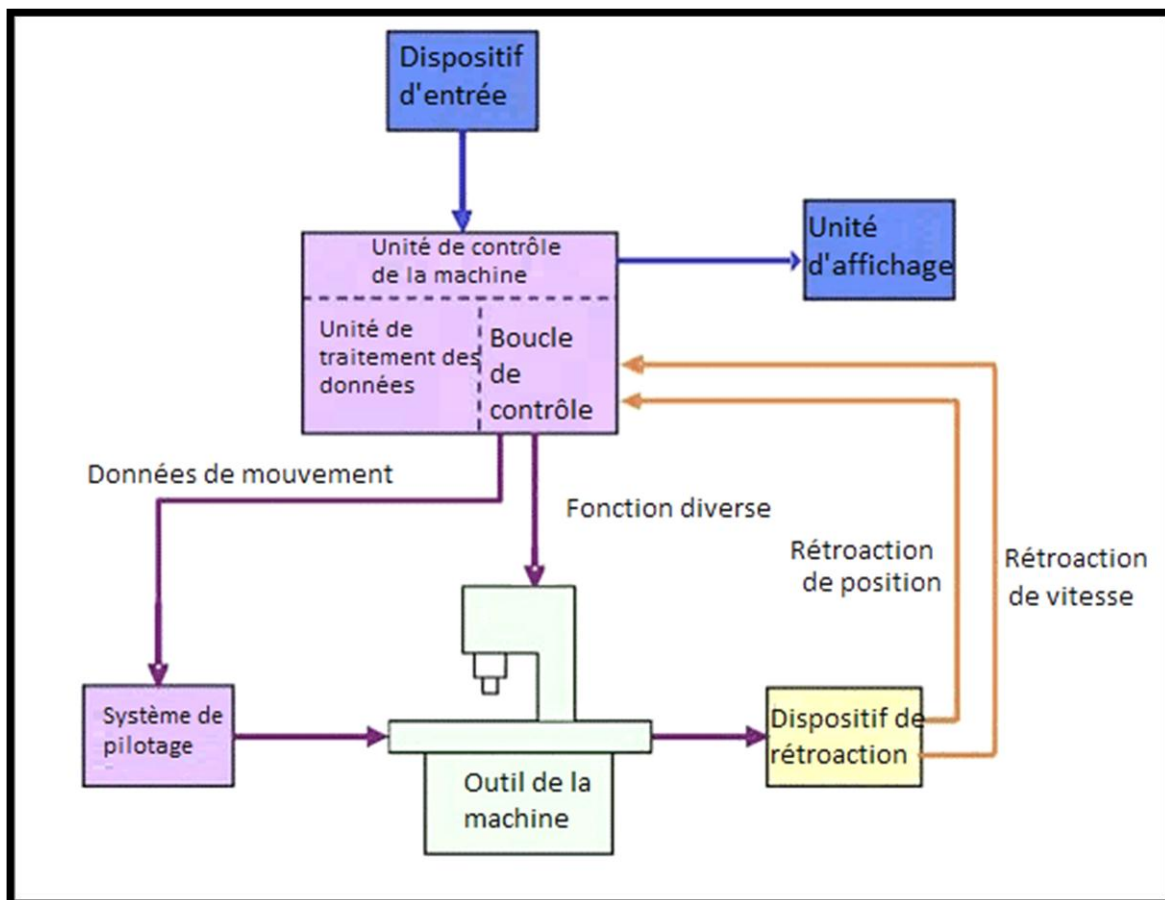 Dispositif
d'entrée
Unité de contrôle
de la machine
Unité
d'affichage
Unité de
traitement des
données
Boucle
de
contrôle
Données de mouvement
Fonction diverse
Rétroaction
de position
Rétroaction
de vitesse
Système de
pilotage
Outil de la
machine
Dispositif de
rétroaction